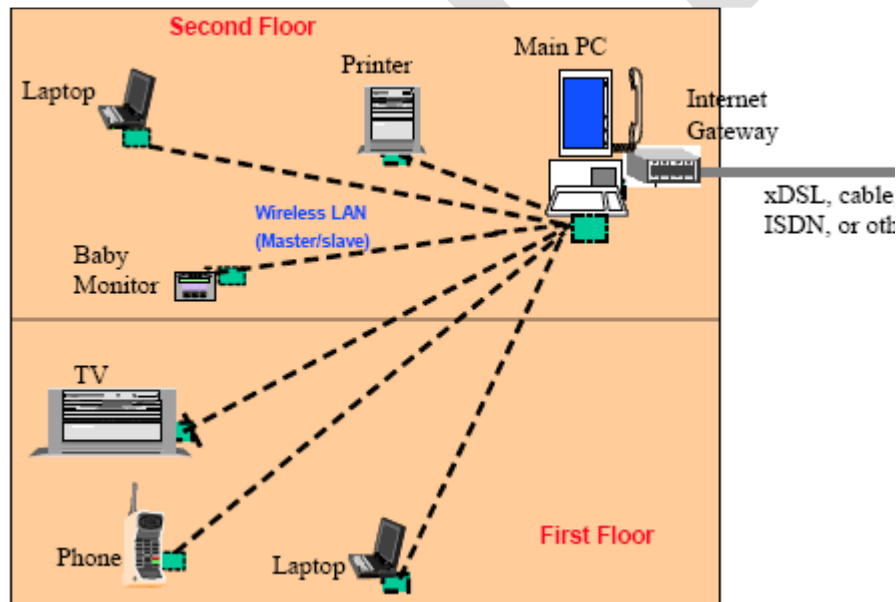 Second Floor
Main PC
Printer
Laptop
Internet
Gateway
xDSL, cable
ISDN, or oth
Wireless LAN
(Master/slave)
Baby
Monitor
TV
First Floor
Phone
Laptop